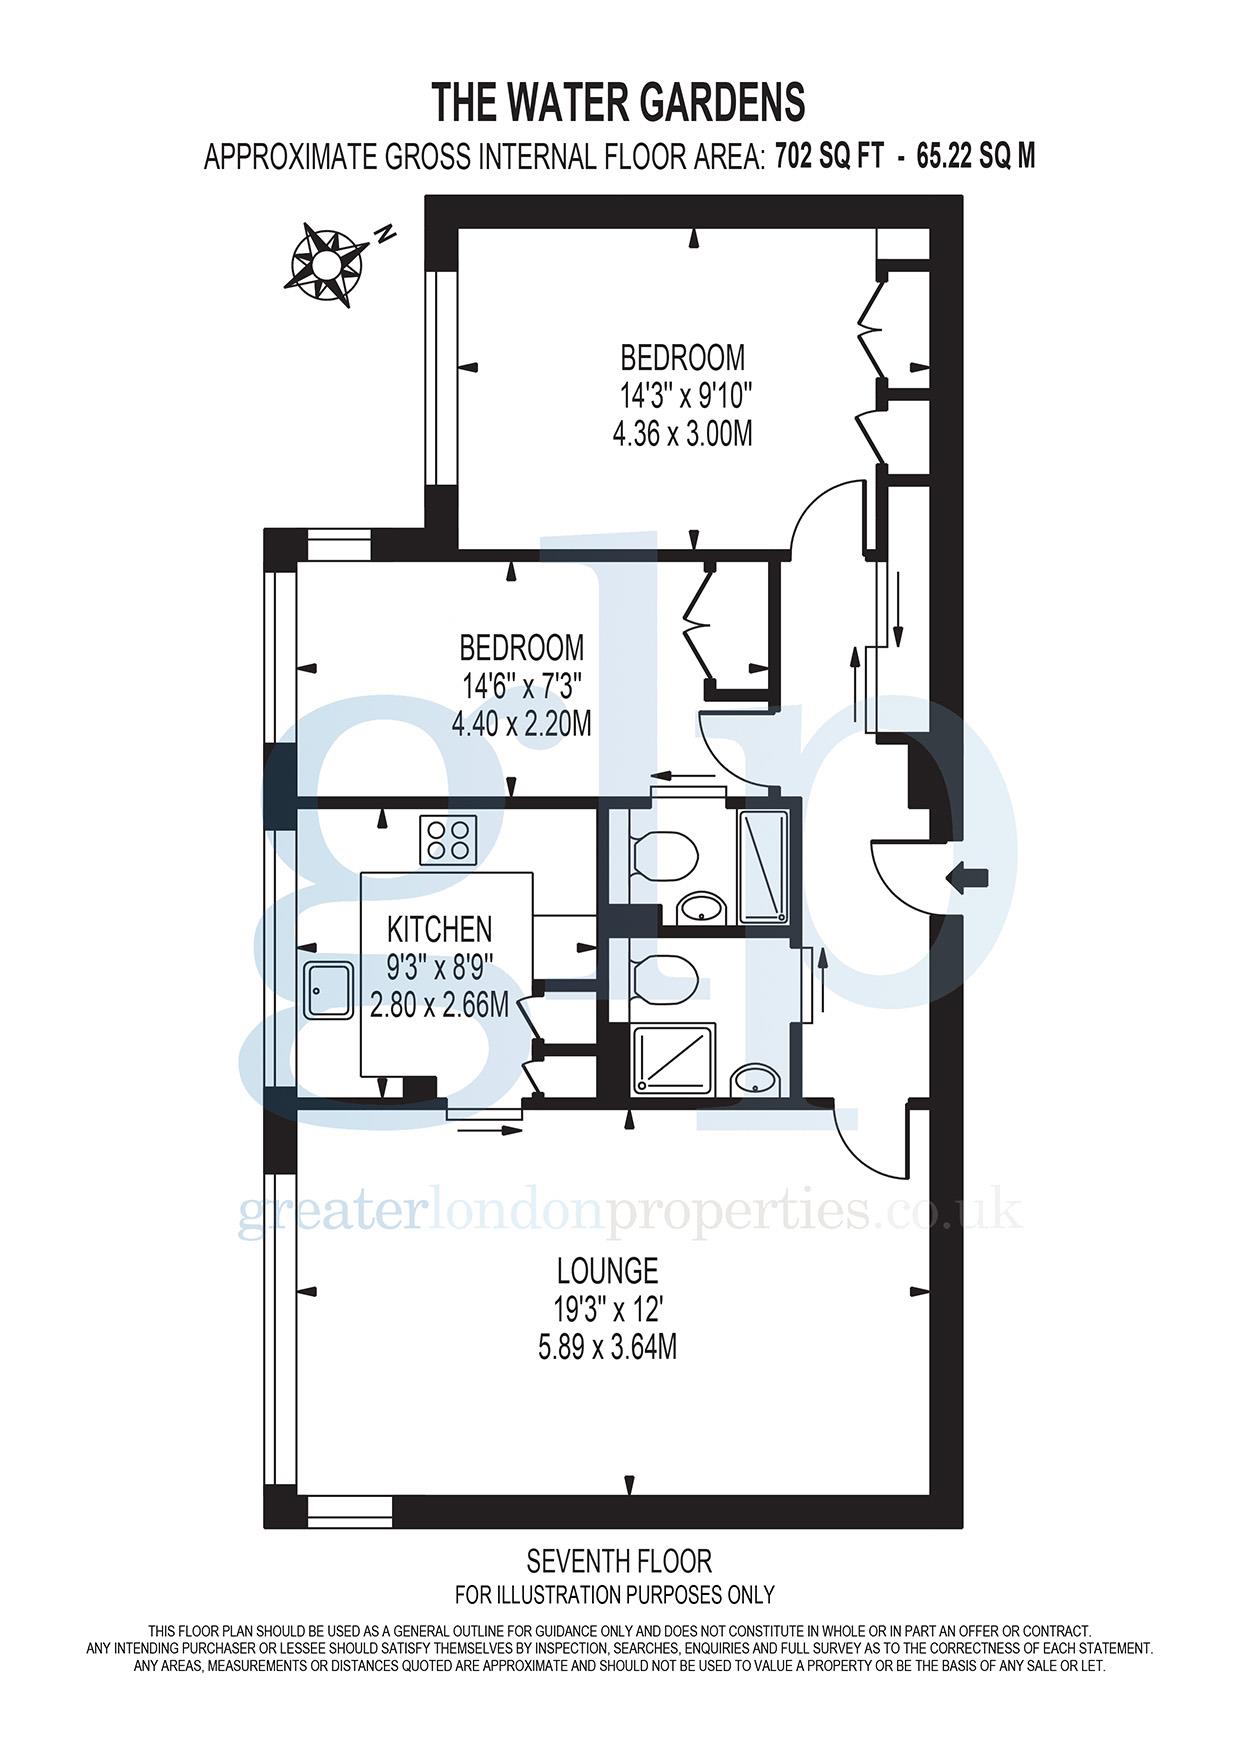 THE WATER GARDENS
APPROXIMATE GROSS INTERNAL FLOOR AREA: 702 SQ FT - 65.22 SQ M
N
BEDROOM
14'3" x 9'10"
4.36 x 3.00M
BEDROOM
14'6" x 7'3"
4.40 x 2.20M
glp
KITCHEN
9'3" x 8'9"
2.80 x 2.66M
greaterlondonproperties.co.uk
LOUNGE
19'3" x 12'
5.89 x 3.64M
SEVENTH FLOOR
FOR ILLUSTRATION PURPOSES ONLY
THIS FLOOR PLAN SHOULD BE USED AS A GENERAL OUTLINE FOR GUIDANCE ONLY AND DOES NOT CONSTITUTE IN WHOLE OR IN PART AN OFFER OR CONTRACT.
ANY INTENDING PURCHASER OR LESSEE SHOULD SATISFY THEMSELVES BY INSPECTION, SEARCHES, ENQUIRIES AND FULL SURVEY AS TO THE CORRECTNESS OF EACH STATEMENT.
ANY AREAS, MEASUREMENTS OR DISTANCES QUOTED ARE APPROXIMATE AND SHOULD NOT BE USED TO VALUE A PROPERTY OR BE THE BASIS OF ANY SALE OR LET.